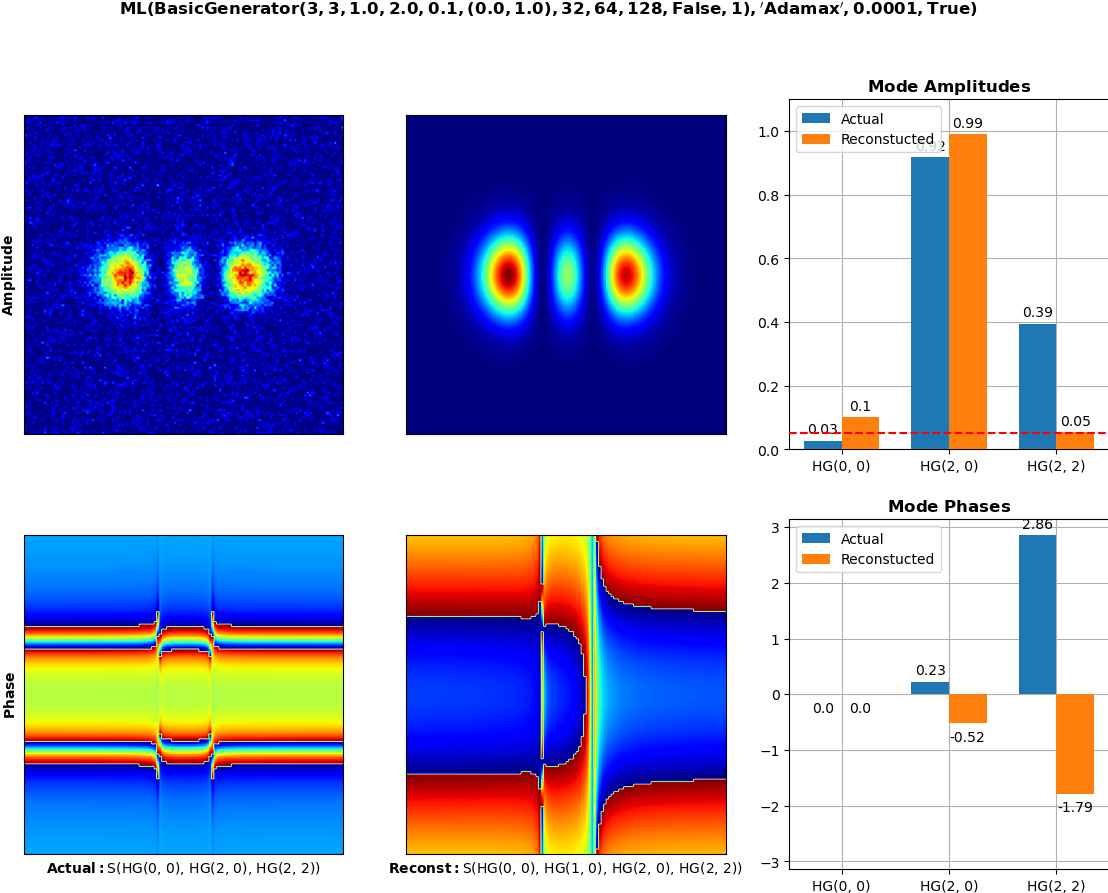 ML(BasicGenerator(3, 3, 1.0, 2.0, 0.1, (0.0, 1.0), 32, 64, 128, False, 1), ′Adamax′, 0.0001, True)
Amplitude
Mode Amplitudes
Actual
Reconstucted
1.0
0.8
0.6
0.4
0.2
0.0
0.03
0.1
0.92
0.99
0.39
0.05
HG(0, 0)
HG(2, 0)
HG(2, 2)
Phase
Actual: S(HG(0, 0), HG(2, 0), HG(2, 2))
Reconst: S(HG(0, 0), HG(1, 0), HG(2, 0), HG(2, 2))
Mode Phases
Actual
Reconstucted
3
2
1
0
−1
−2
−3
0.0
0.0
0.23
-0.52
2.86
-1.79
HG(0, 0)
HG(2, 0)
HG(2, 2)